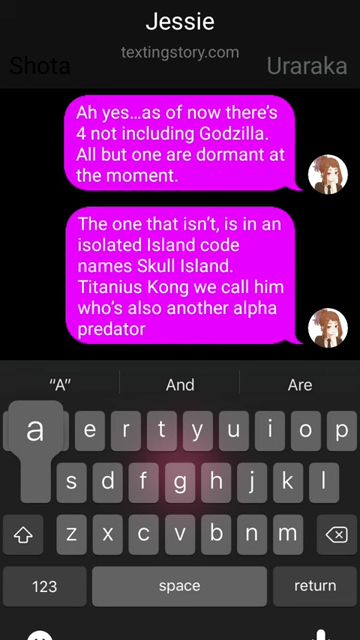 Jessie
textingstory.com
Shota
Uraraka
Ah yes…as of now there's
4 not including Godzilla.
All but one are dormant at
the moment.
The one that isn't, is in an
isolated Island code
names Skull Island.
Titanius Kong we call him
who's also another alpha
predator
“A” And Are
a e r t y u i o p
s d f g h j k l
z x c v b n m
123 space return